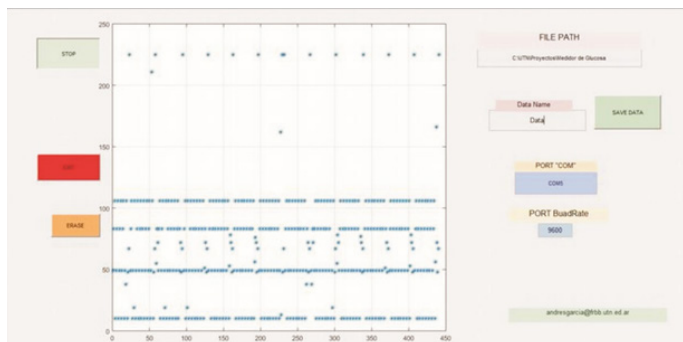 STOP
ERASE
250
200
150
100
50
0
0 50 100 150 200 250 300 350 400 450
FILE PATH
C:\UTN\Proyectos\Medidor de Glucosa
Data Name
Data
SAVE DATA
PORT "COM"
COM5
PORT BuadRate
9600
andresgarcia@frbb.utn.ed.ar